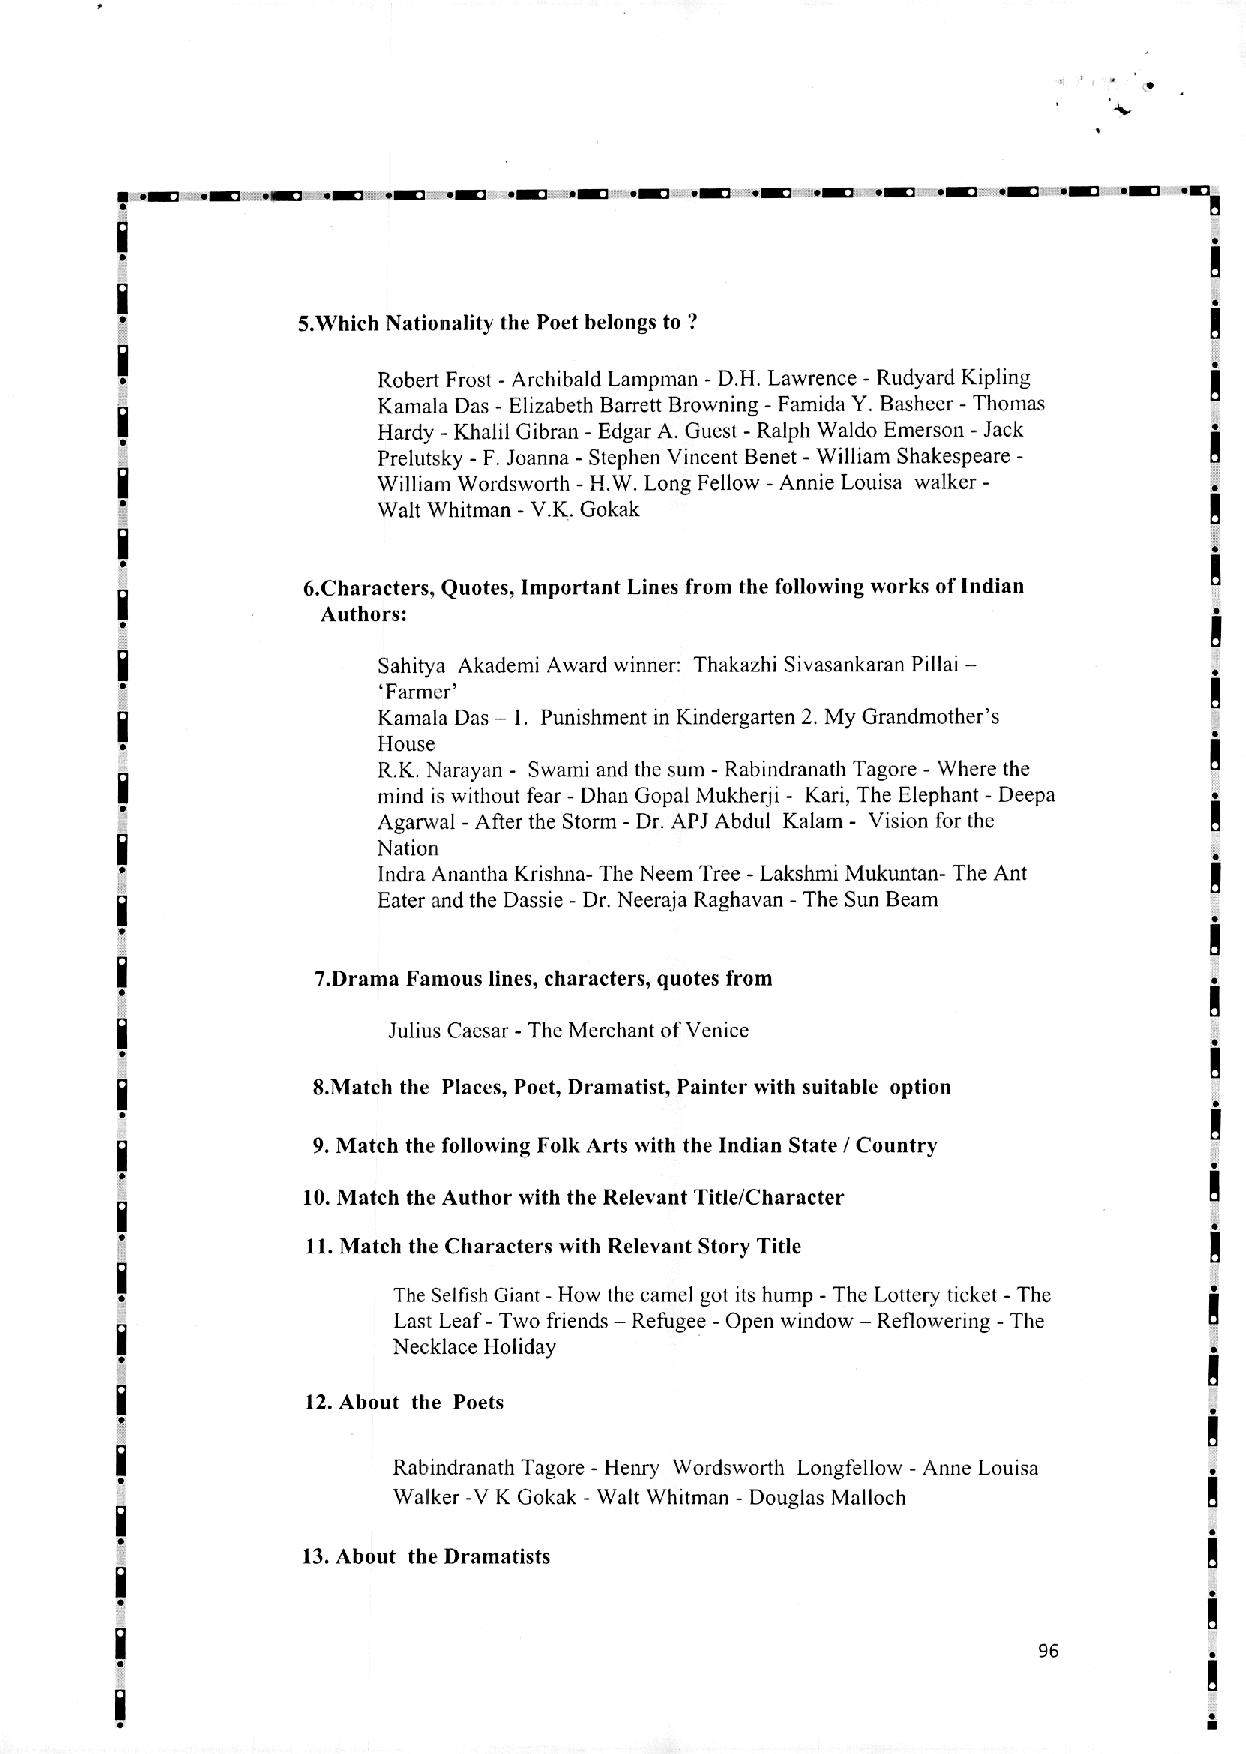 5.Which Nationality the Poet belongs to ?
Robert Frost - Archibald Lampman - D.H. Lawrence - Rudyard Kipling
Kamala Das - Elizabeth Barrett Browning - Famida Y. Basheer - Thomas
Hardy - Khalil Gibran - Edgar A. Guest - Ralph Waldo Emerson - Jack
Prelutsky - F. Joanna - Stephen Vincent Benet - William Shakespeare -
William Wordsworth - H.W. Long Fellow - Annie Louisa walker -
Walt Whitman - V.K. Gokak
6.Characters, Quotes, Important Lines from the following works of Indian
Authors:
Sahitya Akademi Award winner: Thakazhi Sivasankaran Pillai –
‘Farmer’
Kamala Das – 1. Punishment in Kindergarten 2. My Grandmother’s
House
R.K. Narayan - Swami and the sum - Rabindranath Tagore - Where the
mind is without fear - Dhan Gopal Mukherji - Kari, The Elephant - Deepa
Agarwal - After the Storm - Dr. APJ Abdul Kalam - Vision for the
Nation
Indra Anantha Krishna- The Neem Tree - Lakshmi Mukuntan- The Ant
Eater and the Dassie - Dr. Neeraja Raghavan - The Sun Beam
7.Drama Famous lines, characters, quotes from
Julius Caesar - The Merchant of Venice
8.Match the Places, Poet, Dramatist, Painter with suitable option
9. Match the following Folk Arts with the Indian State / Country
10. Match the Author with the Relevant Title/Character
11. Match the Characters with Relevant Story Title
The Selfish Giant - How the camel got its hump - The Lottery ticket - The
Last Leaf - Two friends – Refugee - Open window – Reflowering - The
Necklace Holiday
12. About the Poets
Rabindranath Tagore - Henry Wordsworth Longfellow - Anne Louisa
Walker -V K Gokak - Walt Whitman - Douglas Malloch
13. About the Dramatists
96